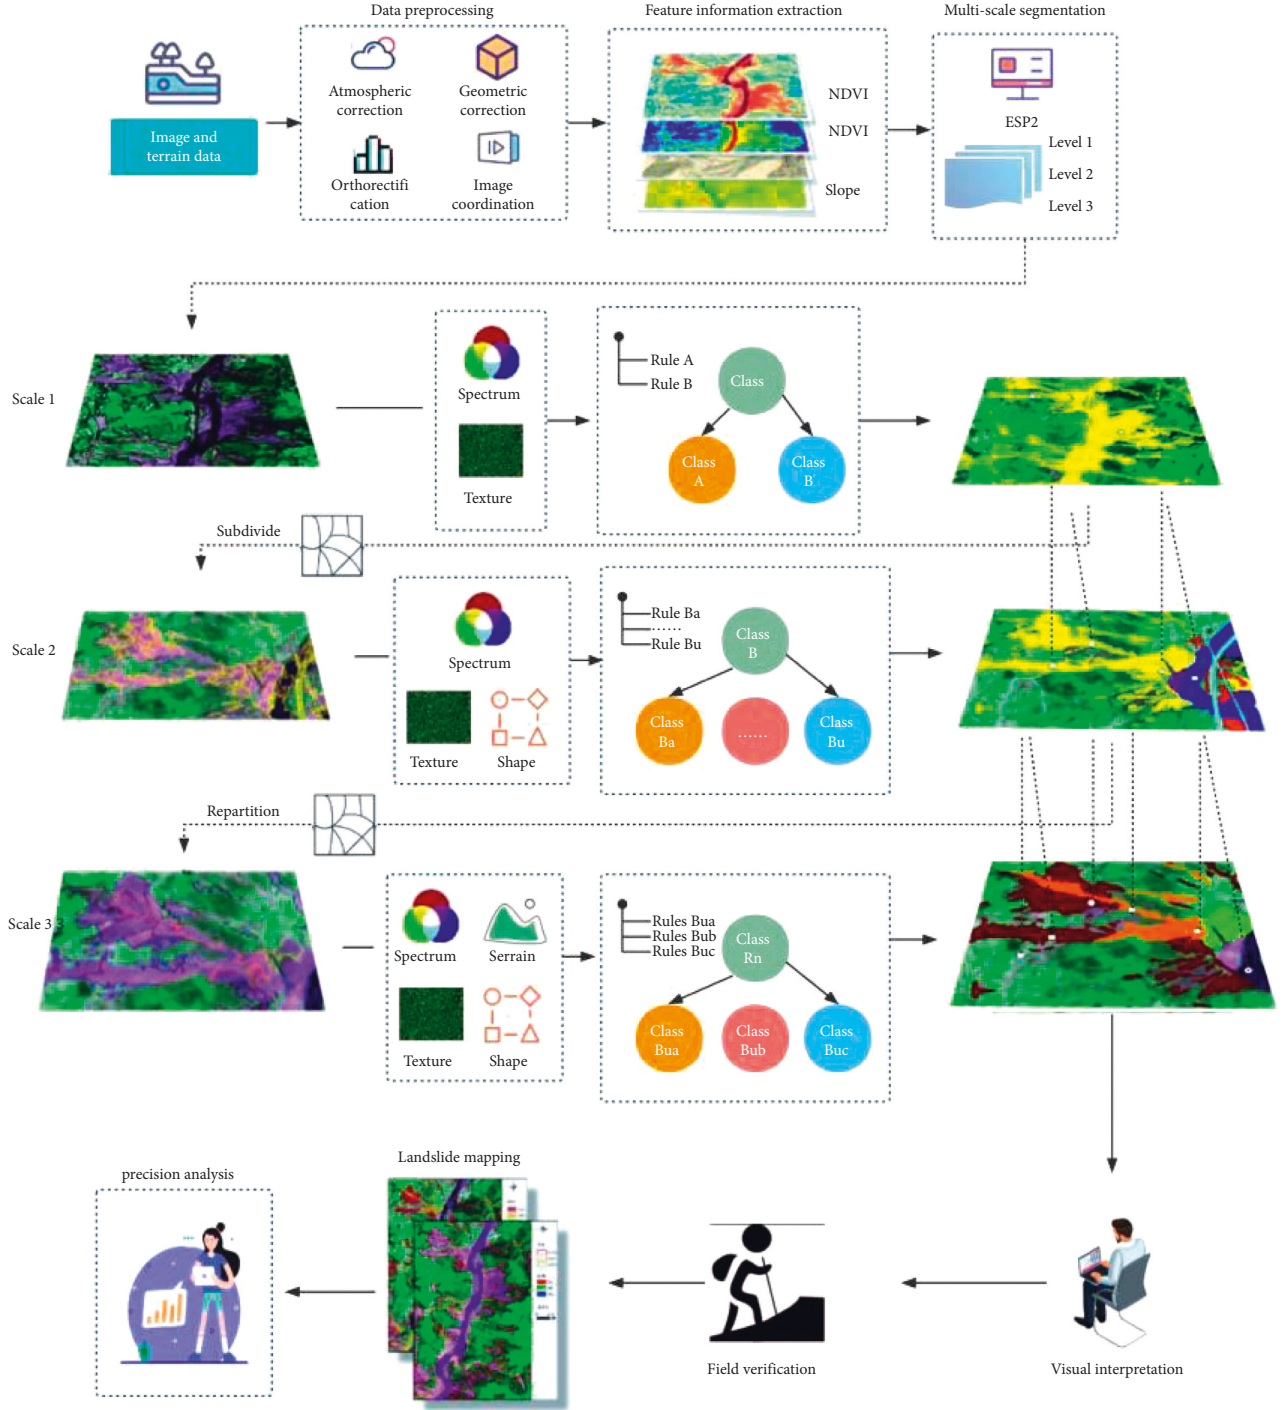 Data preprocessing
Feature information extraction
Multi-scale segmentation
Image and
terrain data
Atmospheric
correction
Geometric
correction
Orthorectifi
cation
Image
coordination
NDVI
NDVI
Slope
ESP2
Level 1
Level 2
Level 3
Scale 1
Spectrum
Texture
Rule A
Rule B
Class
Class
A
Class
B
Subdivide
Scale 2
Spectrum
Texture
Shape
Rule Ba
......
Rule Bu
Class
B
Class
Ba
......
Class
Bu
Repartition
Scale 3 3
Spectrum
Serrain
Texture
Shape
Rules Bua
Rules Bub
Rules Buc
Class
Rn
Class
Bua
Class
Bub
Class
Buc
precision analysis
Landslide mapping
Field verification
Visual interpretation